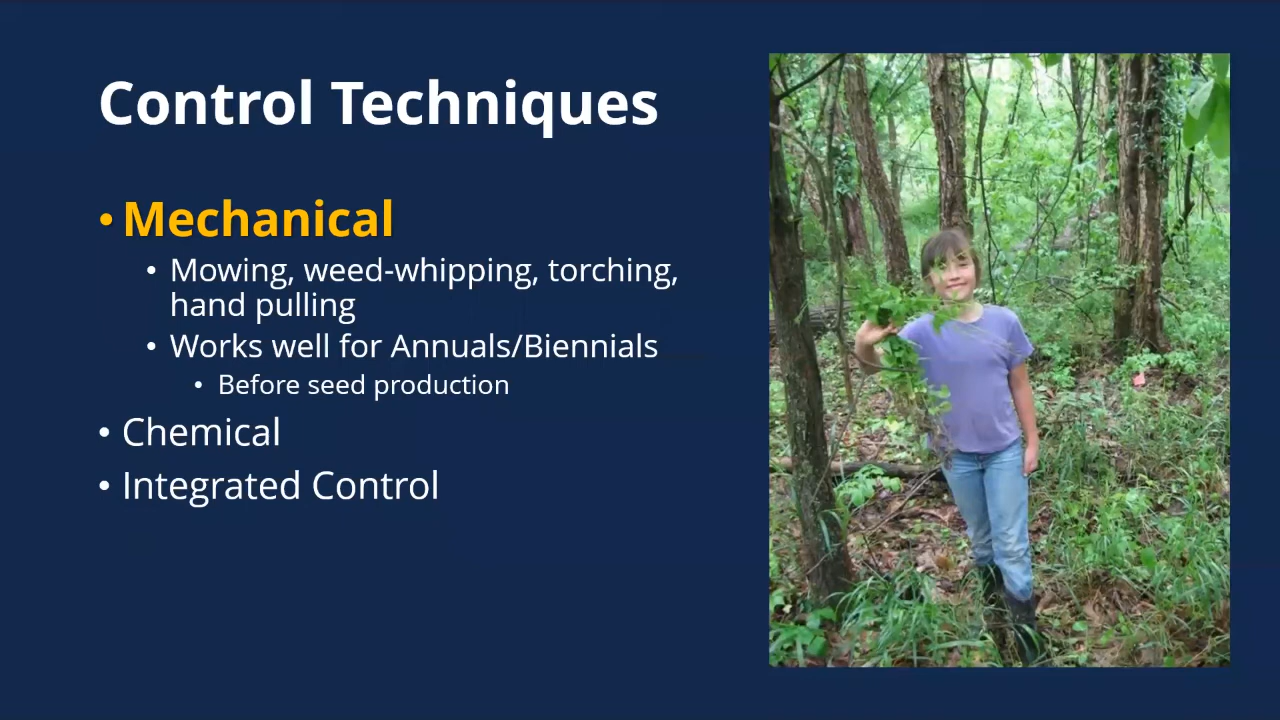 Control Techniques
• Mechanical
• Mowing, weed-whipping, torching,
hand pulling
• Works well for Annuals/Biennials
• Before seed production
• Chemical
• Integrated Control